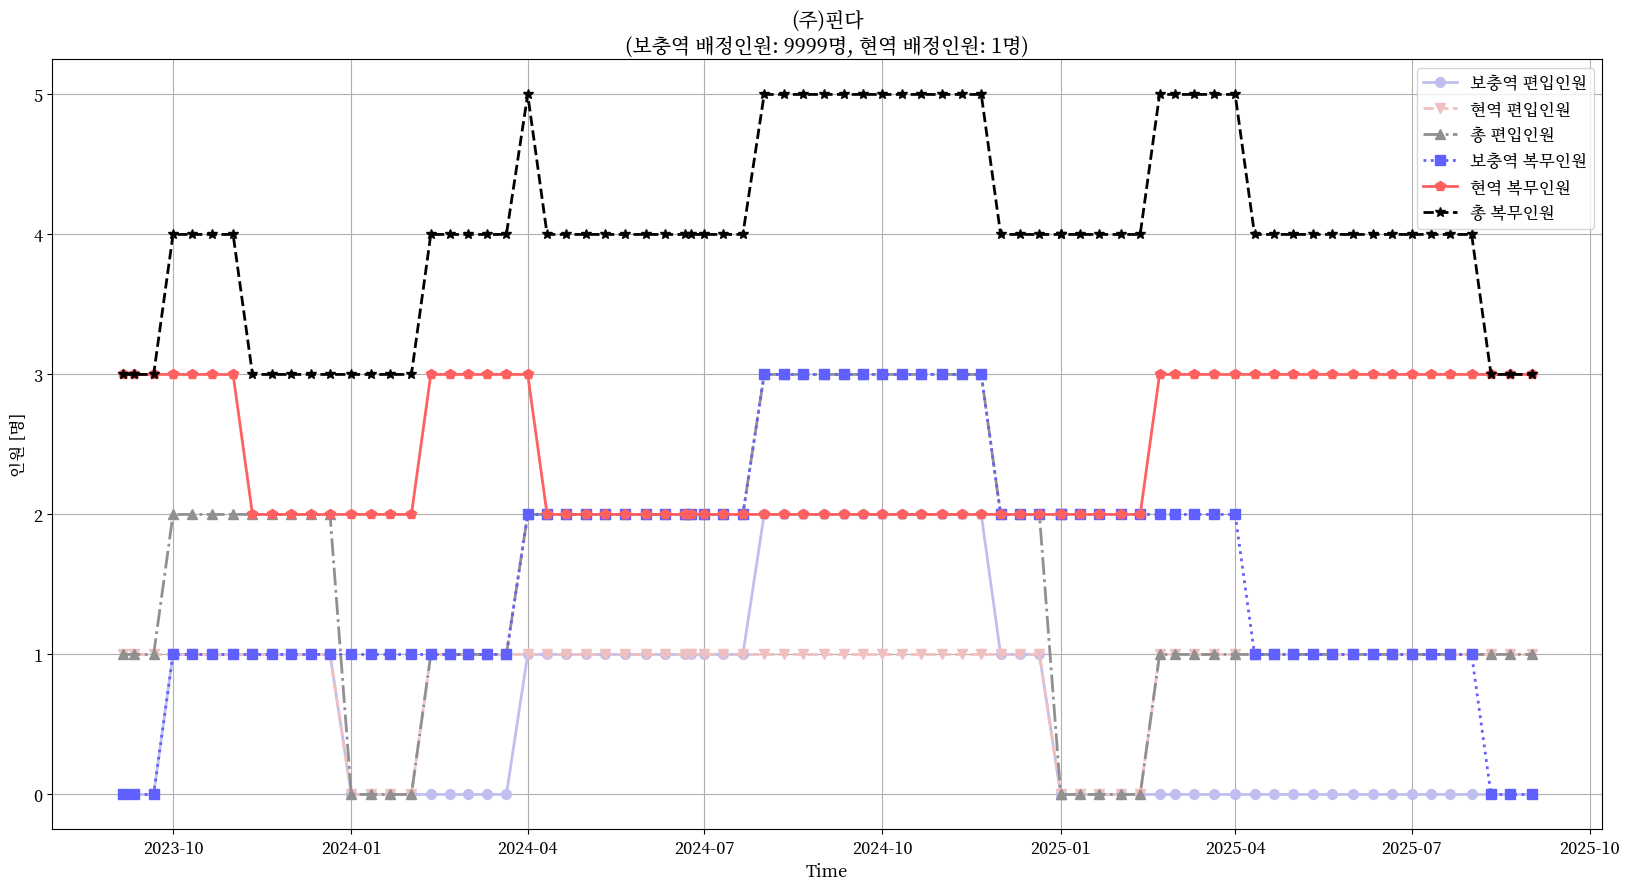 (주)핀다
(보충역 배정인원: 9999명, 현역 배정인원: 1명)
보충역 편입인원
현역 편입인원
총 편입인원
보충역 복무인원
현역 복무인원
총 복무인원
인원 [명]
5
4
3
2
1
0
2023-10
2024-01
2024-04
2024-07
2024-10
2025-01
2025-04
2025-07
2025-10
Time